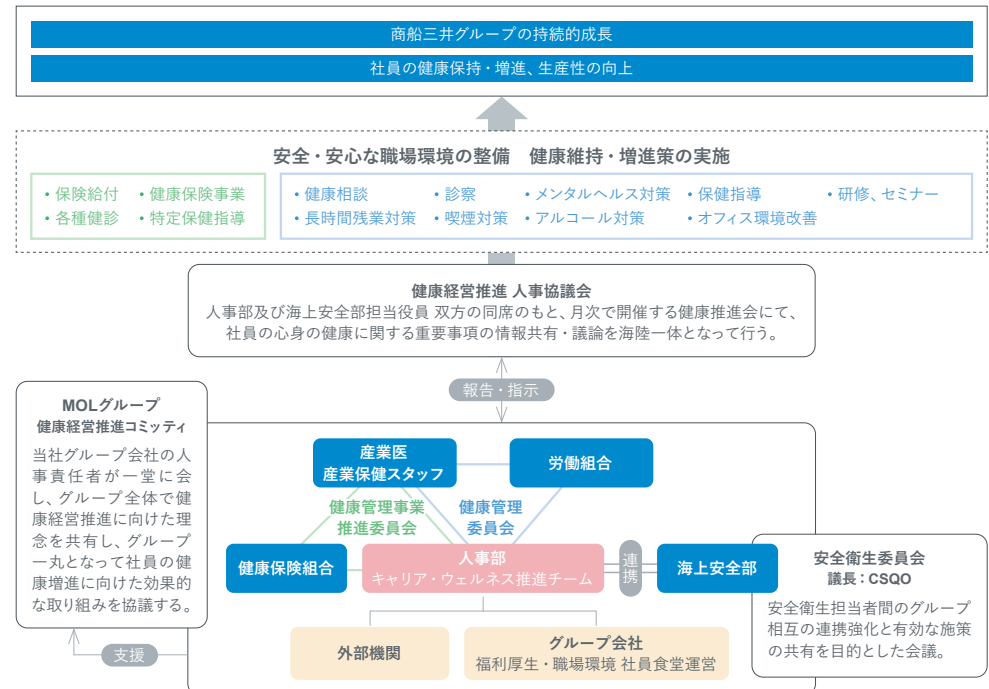 商船三井グループの持続的成長
社員の健康保持・増進、生産性の向上
安全・安心な職場環境の整備　健康維持・増進策の実施
・保険給付　・健康保険事業
・各種健診　・特定保健指導
・健康相談　・診察　・メンタルヘルス対策　・保健指導　・研修、セミナー
・長時間残業対策　・喫煙対策　・アルコール対策　・オフィス環境改善
健康経営推進 人事協議会
人事部及び海上安全部担当役員 双方の同席のもと、月次で開催する健康推進会にて、
社員の心身の健康に関する重要事項の情報共有・議論を海陸一体となって行う。
報告・指示
MOLグループ
健康経営推進コミッティ
当社グループ会社の人
事責任者が一堂に会
し、グループ全体で健
康経営推進に向けた理
念を共有し、グループ
一丸となって社員の健
康増進に向けた効果的
な取り組みを協議する。
支援
産業医
産業保健スタッフ
労働組合
健康管理事業
推進委員会
健康管理
委員会
健康保険組合
人事部
キャリア・ウェルネス推進チーム
連携
海上安全部
外部機関
グループ会社
福利厚生・職場環境 社員食堂運営
安全衛生委員会
議長：CSQO
安全衛生担当者間のグループ
相互の連携強化と有効な施策
の共有を目的とした会議。